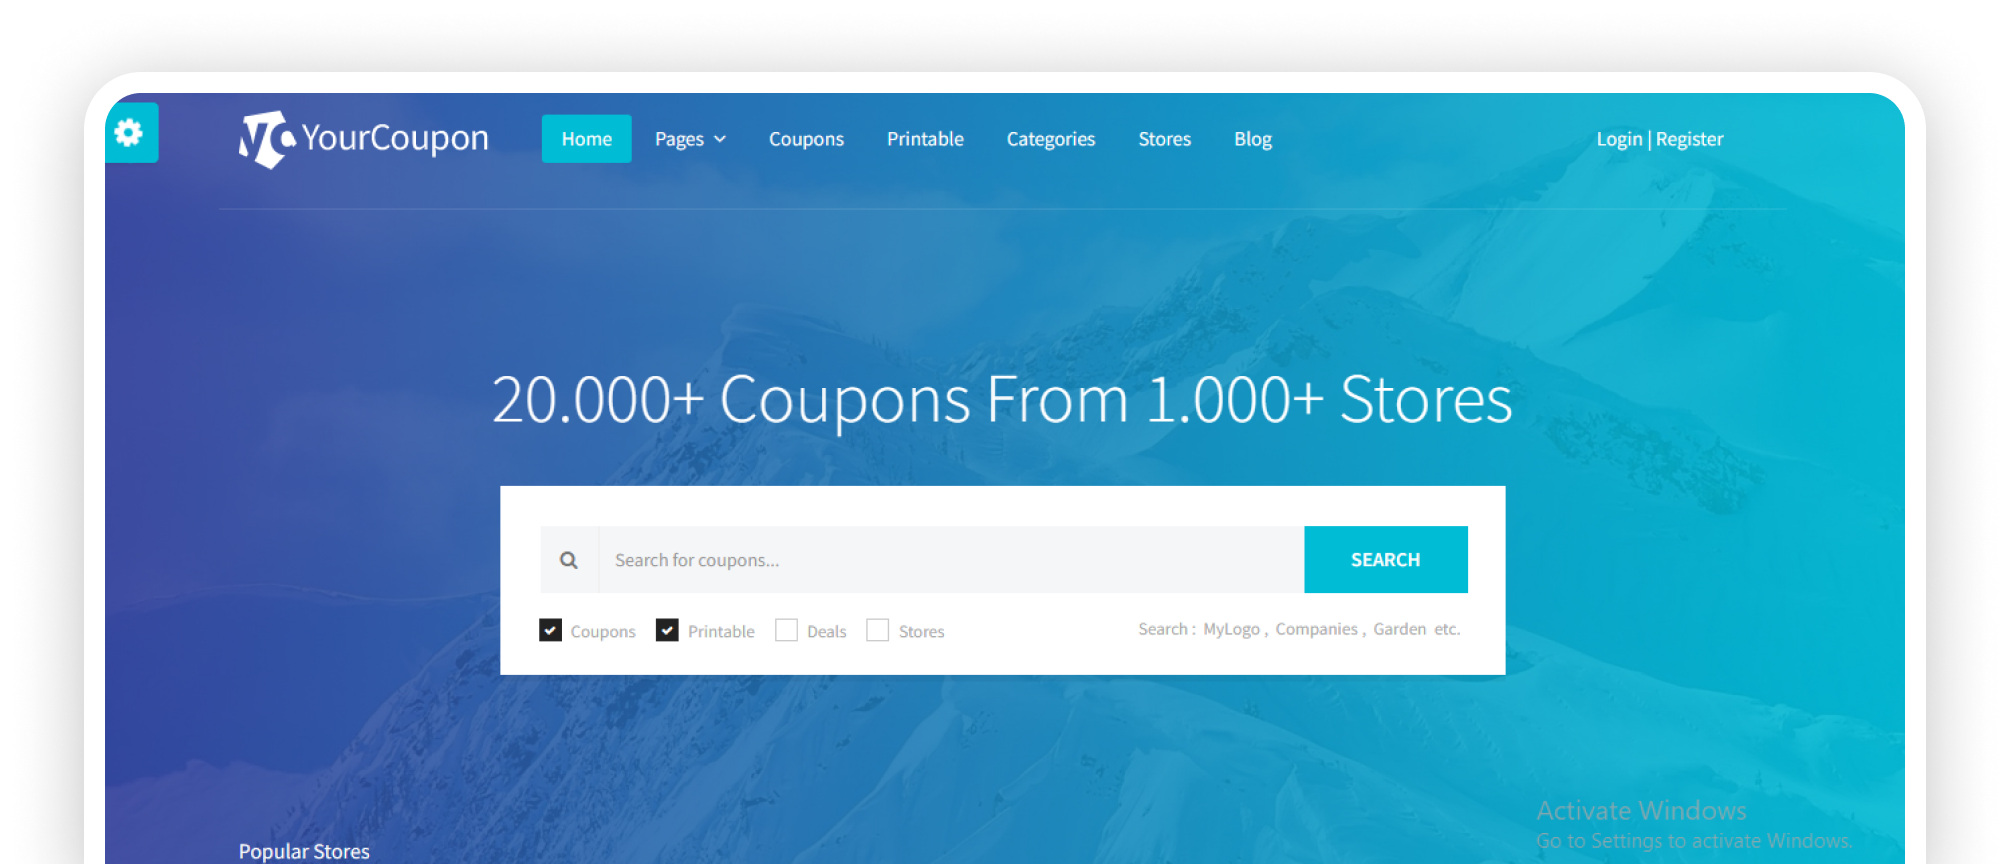 YourCoupon
Home Pages Coupons Printable Categories Stores Blog Login | Register
20.000+ Coupons From 1.000+ Stores
Search for coupons... SEARCH
Coupons Printable Deals Stores Search : MyLogo , Companies , Garden etc.
Activate Windows
Go to Settings to activate Windows.
Popular Stores